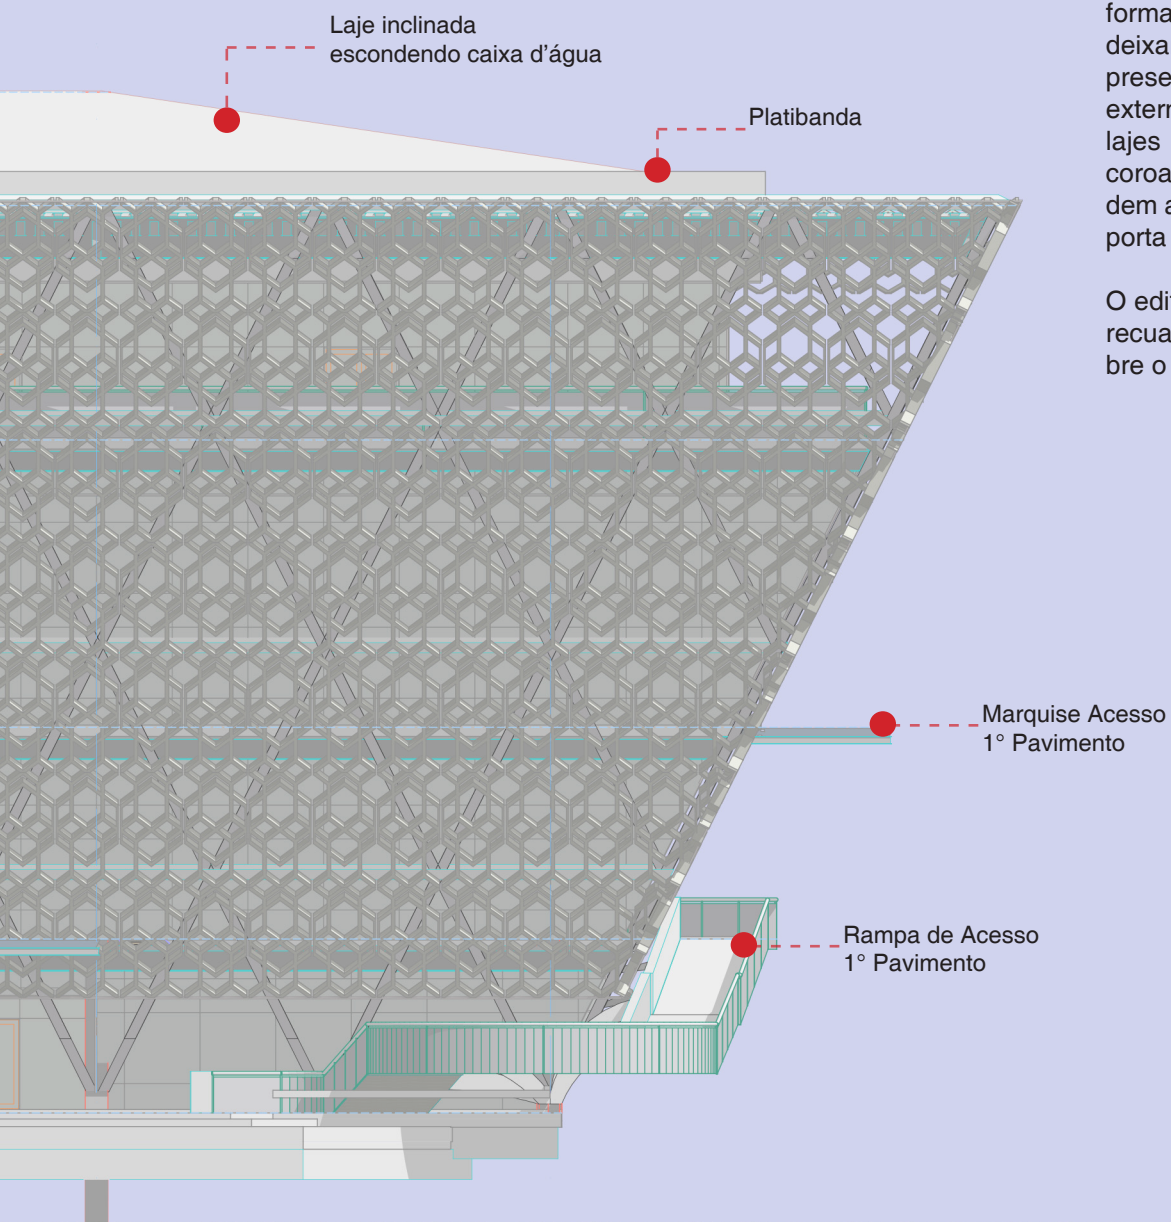 Laje inclinada
escondendo caixa d’água
Platibanda
Marquise Acesso
1° Pavimento
Rampa de Acesso
1° Pavimento
forma
deixa
prese
extern
lajes
coroa
dem a
porta
O edi
recua
bre o